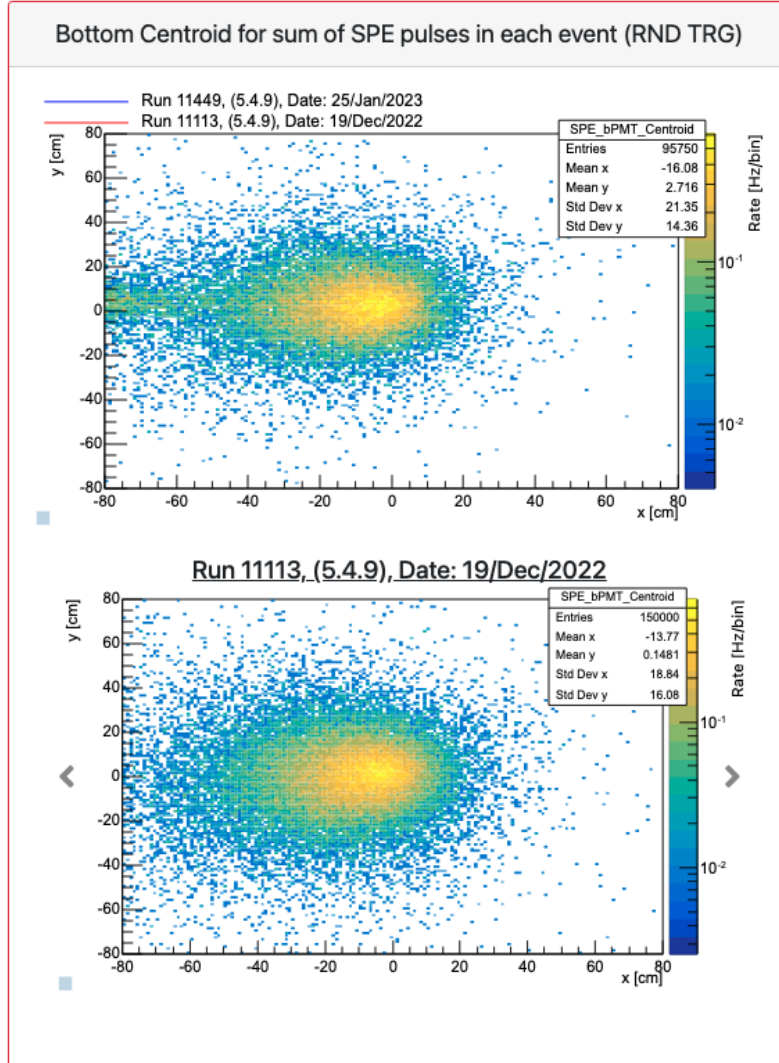 Bottom Centroid for sum of SPE pulses in each event (RND TRG)
Run 11449, (5.4.9), Date: 25/Jan/2023
Run 11113, (5.4.9), Date: 19/Dec/2022
SPE_bPMT_Centroid
Entries 95750
Mean x -16.08
Mean y 2.716
Std Dev x 21.35
Std Dev y 14.36
y [cm]
80
60
40
20
0
-20
-40
-60
-80
-80 -60 -40 -20 0 20 40 60 80
x [cm]
Rate [Hz/bin]
10-1
10-2
Run 11113, (5.4.9), Date: 19/Dec/2022
SPE_bPMT_Centroid
Entries 150000
Mean x -13.77
Mean y 0.1481
Std Dev x 18.84
Std Dev y 16.08
y [cm]
80
60
40
20
0
-20
-40
-60
-80
-80 -60 -40 -20 0 20 40 60 80
x [cm]
Rate [Hz/bin]
10-1
10-2